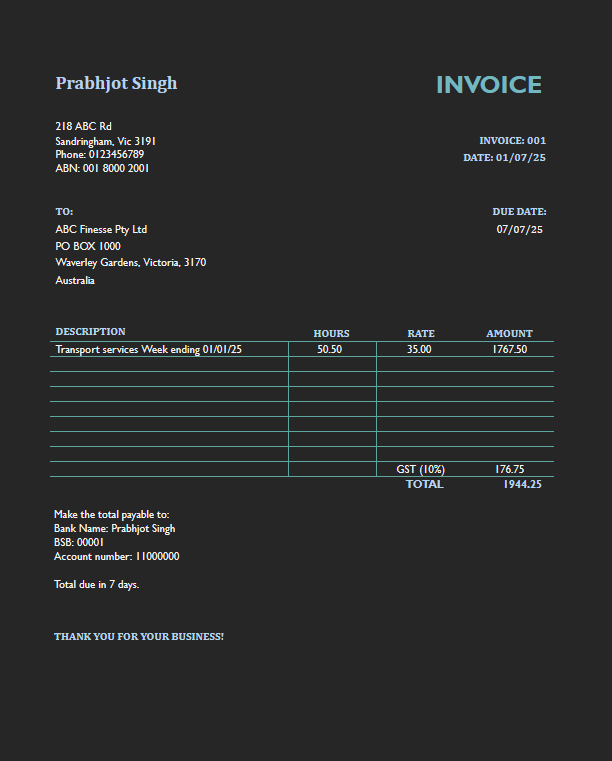 Prabhjot Singh
INVOICE
218 ABC Rd
Sandringham, Vic 3191
Phone: 0123456789
ABN: 001 8000 2001
INVOICE: 001
DATE: 01/07/25
TO:
ABC Finesse Pty Ltd
PO BOX 1000
Waverley Gardens, Victoria, 3170
Australia
DUE DATE:
07/07/25
DESCRIPTION HOURS RATE AMOUNT
Transport services Week ending 01/01/25 50.50 35.00 1767.50
GST (10%) 176.75
TOTAL 1944.25
Make the total payable to:
Bank Name: Prabhjot Singh
BSB: 00001
Account number: 11000000
Total due in 7 days.
THANK YOU FOR YOUR BUSINESS!